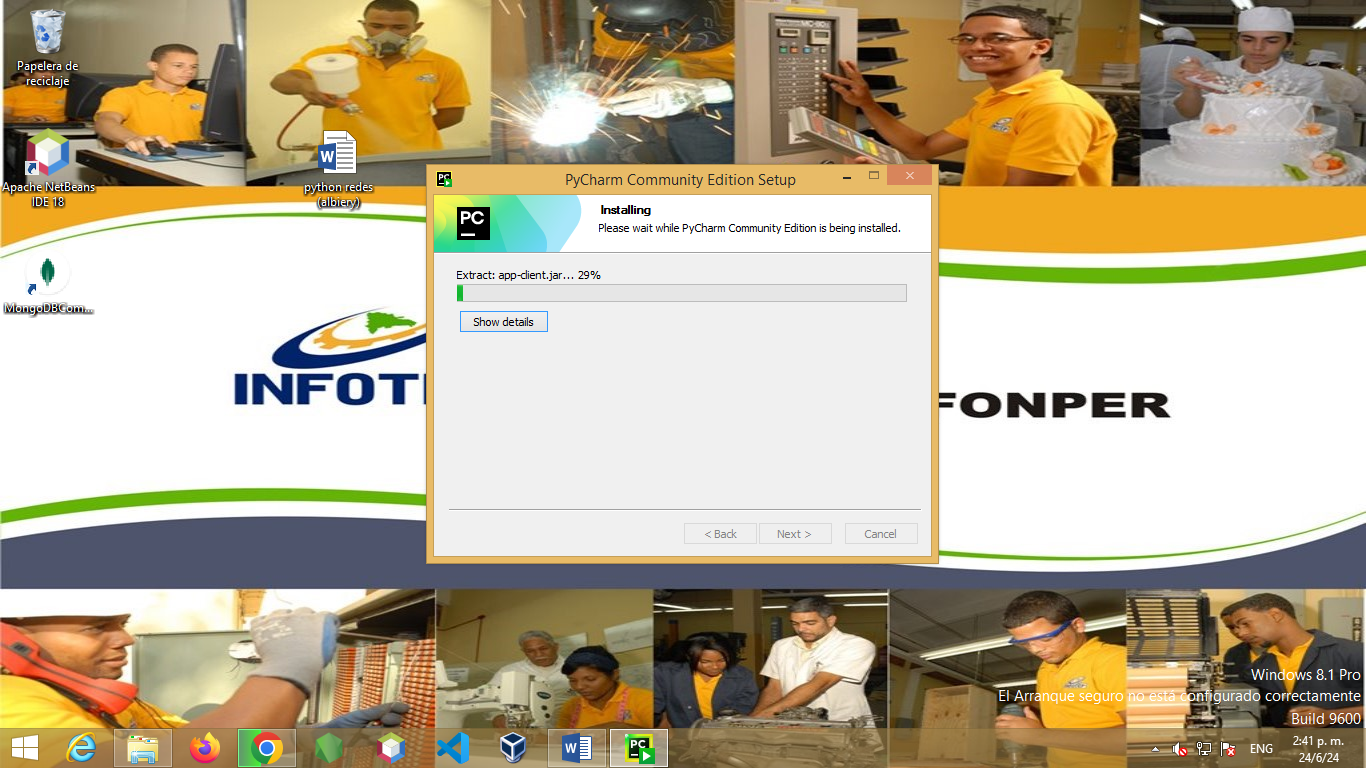 Papelera de
reciclaje
Apache NetBeans
IDE 18
python redes
(albiery)
MongoDBCom...
PyCharm Community Edition Setup
PC
Installing
Please wait while PyCharm Community Edition is being installed.
Extract: app-client.jar... 29%
Show details
< Back
Next >
Cancel
INFOT
FONPER
Windows 8.1 Pro
El Arranque seguro no está configurado correctamente
Build 9600
ENG
2:41 p. m.
24/6/24